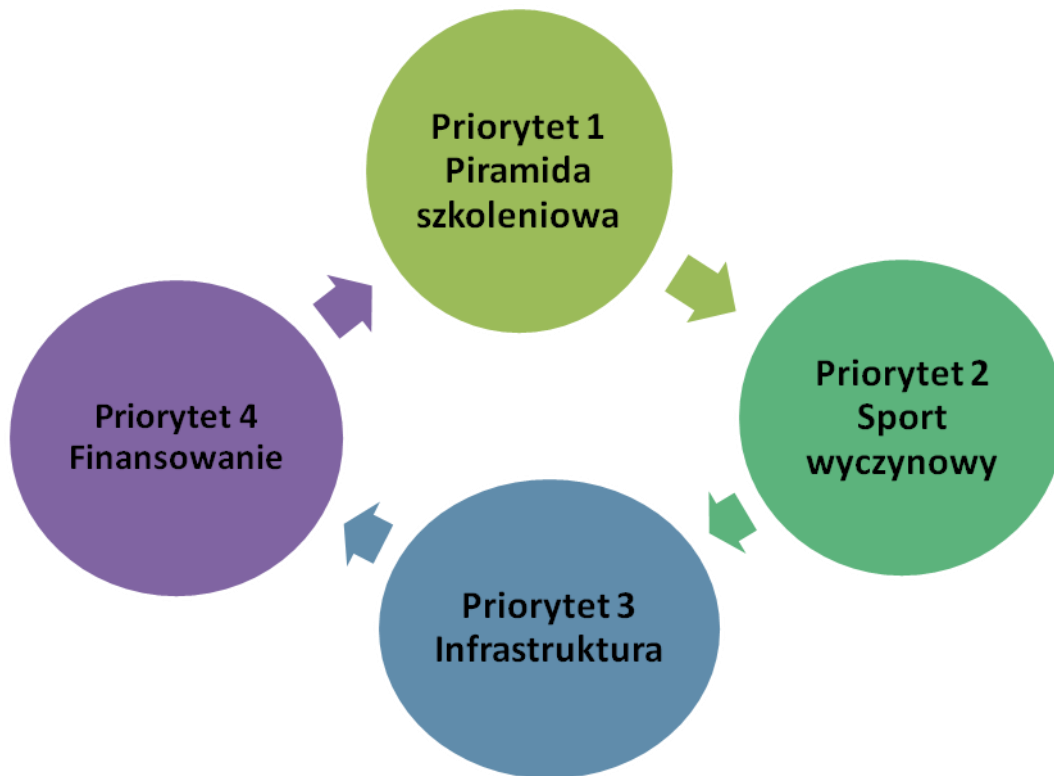 Priorytet 1
Piramida
szkoleniowa
Priorytet 2
Sport
wyczynowy
Priorytet 3
Infrastruktura
Priorytet 4
Finansowanie